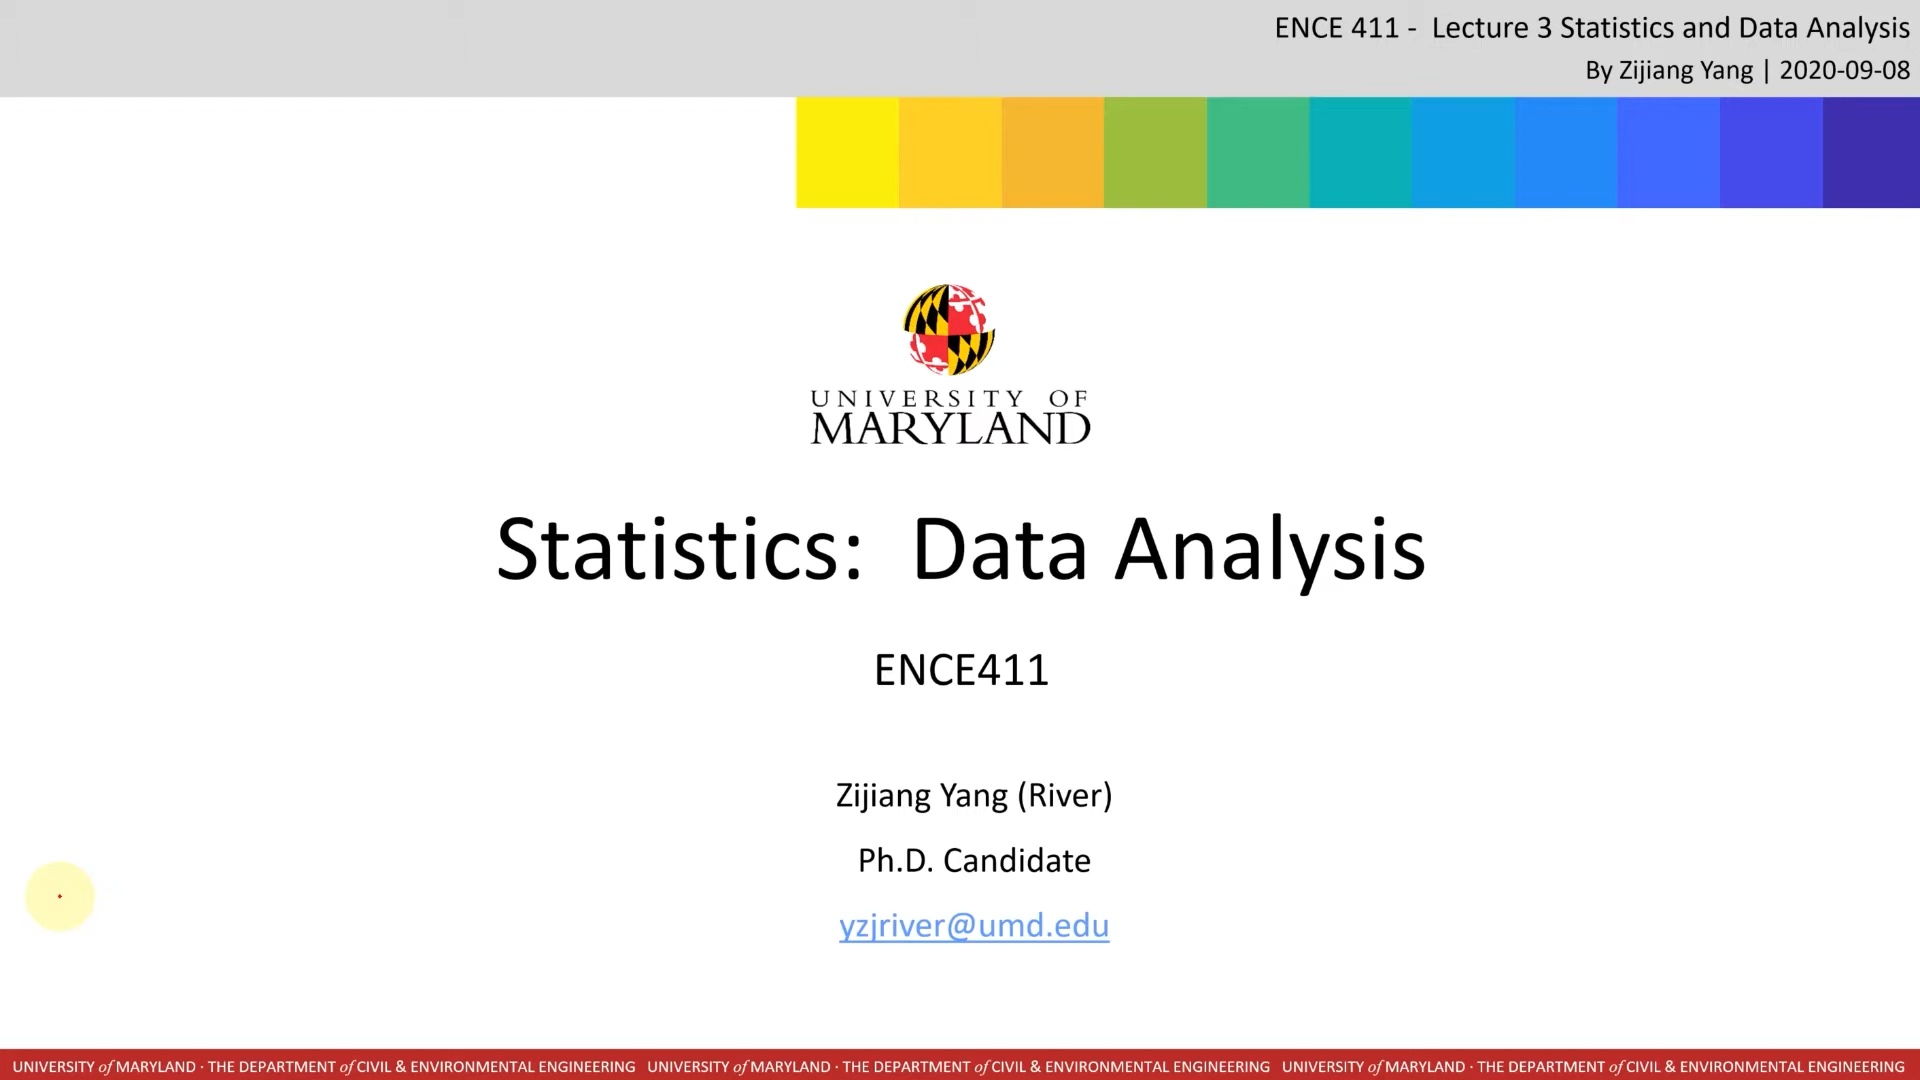 ENCE 411 -  Lecture 3 Statistics and Data Analysis
By Zijiang Yang | 2020-09-08
UNIVERSITY OF
MARYLAND
Statistics:  Data Analysis
ENCE411
Zijiang Yang (River)
Ph.D. Candidate
yzjriver@umd.edu
UNIVERSITY of MARYLAND · THE DEPARTMENT of CIVIL & ENVIRONMENTAL ENGINEERING   UNIVERSITY of MARYLAND · THE DEPARTMENT of CIVIL & ENVIRONMENTAL ENGINEERING   UNIVERSITY of MARYLAND · THE DEPARTMENT of CIVIL & ENVIRONMENTAL ENGINEERING